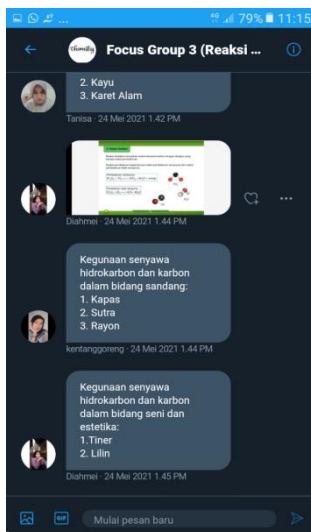 79% 11:15
Focus Group 3 (Reaksi ...
2. Kayu
3. Karet Alam
Tanisa · 24 Mei 2021 1.42 PM
Diahmei · 24 Mei 2021 1.44 PM
Kegunaan senyawa
hidrokarbon dan karbon
dalam bidang sandang:
1. Kapas
2. Sutra
3. Rayon
kentanggoreng · 24 Mei 2021 1.44 PM
Kegunaan senyawa
hidrokarbon dan karbon
dalam bidang seni dan
estetika:
1.Tiner
2. Lilin
Diahmei · 24 Mei 2021 1.45 PM
GIF
Mulai pesan baru